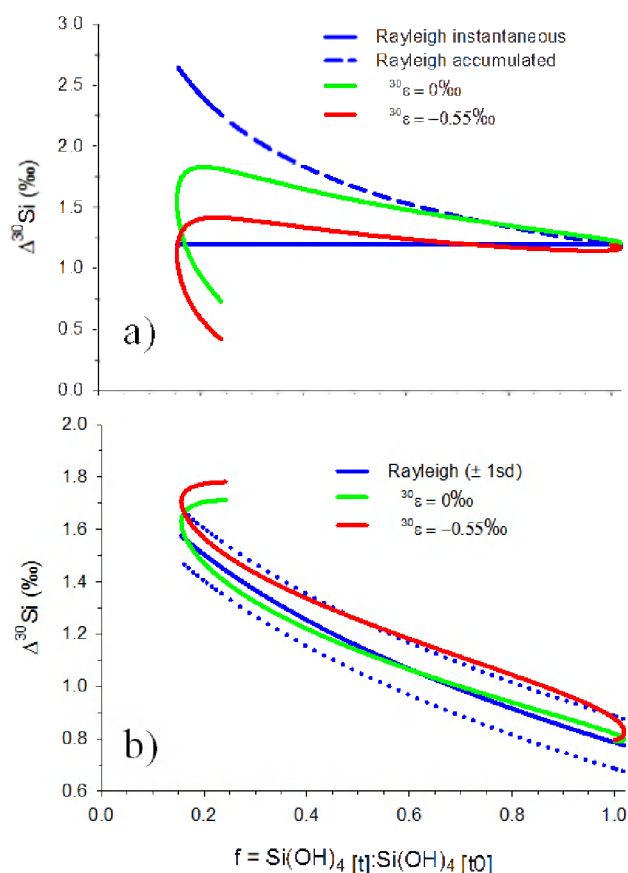 3.0
2.5
2.0
1.5
1.0
0.5
0.0
Δ³⁰Si (‰)
Rayleigh instantaneous
Rayleigh accumulated
³⁰ε = 0‰
³⁰ε = −0.55‰
a)
2.0
1.8
1.6
1.4
1.2
1.0
0.8
0.6
Δ³⁰Si (‰)
Rayleigh (± 1sd)
³⁰ε = 0‰
³⁰ε = −0.55‰
b)
0.0 0.2 0.4 0.6 0.8 1.0
f = Si(OH)₄ [t]:Si(OH)₄ [t0]